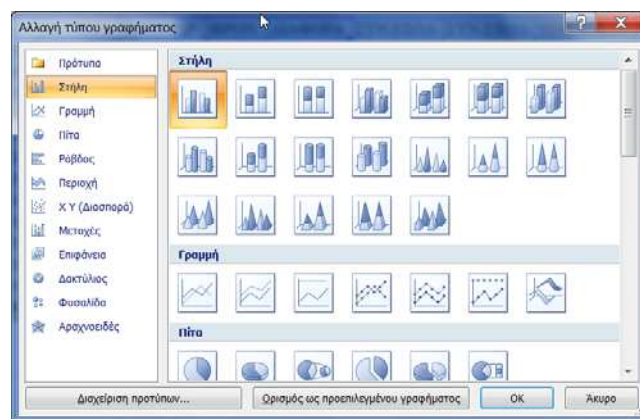 Αλλαγή τύπου γραφήματος
Πρότυπα
Στήλη
Γραμμή
Πίτα
Ράβδος
Περιοχή
X Y (Διασπορά)
Μετοχές
Επιφάνεια
Δακτύλιος
Φυσαλίδα
Αραχνοειδές
Στήλη
Γραμμή
Πίτα
Διαχείριση προτύπων...
Ορισμός ως προεπιλεγμένου γραφήματος
OK
Άκυρο